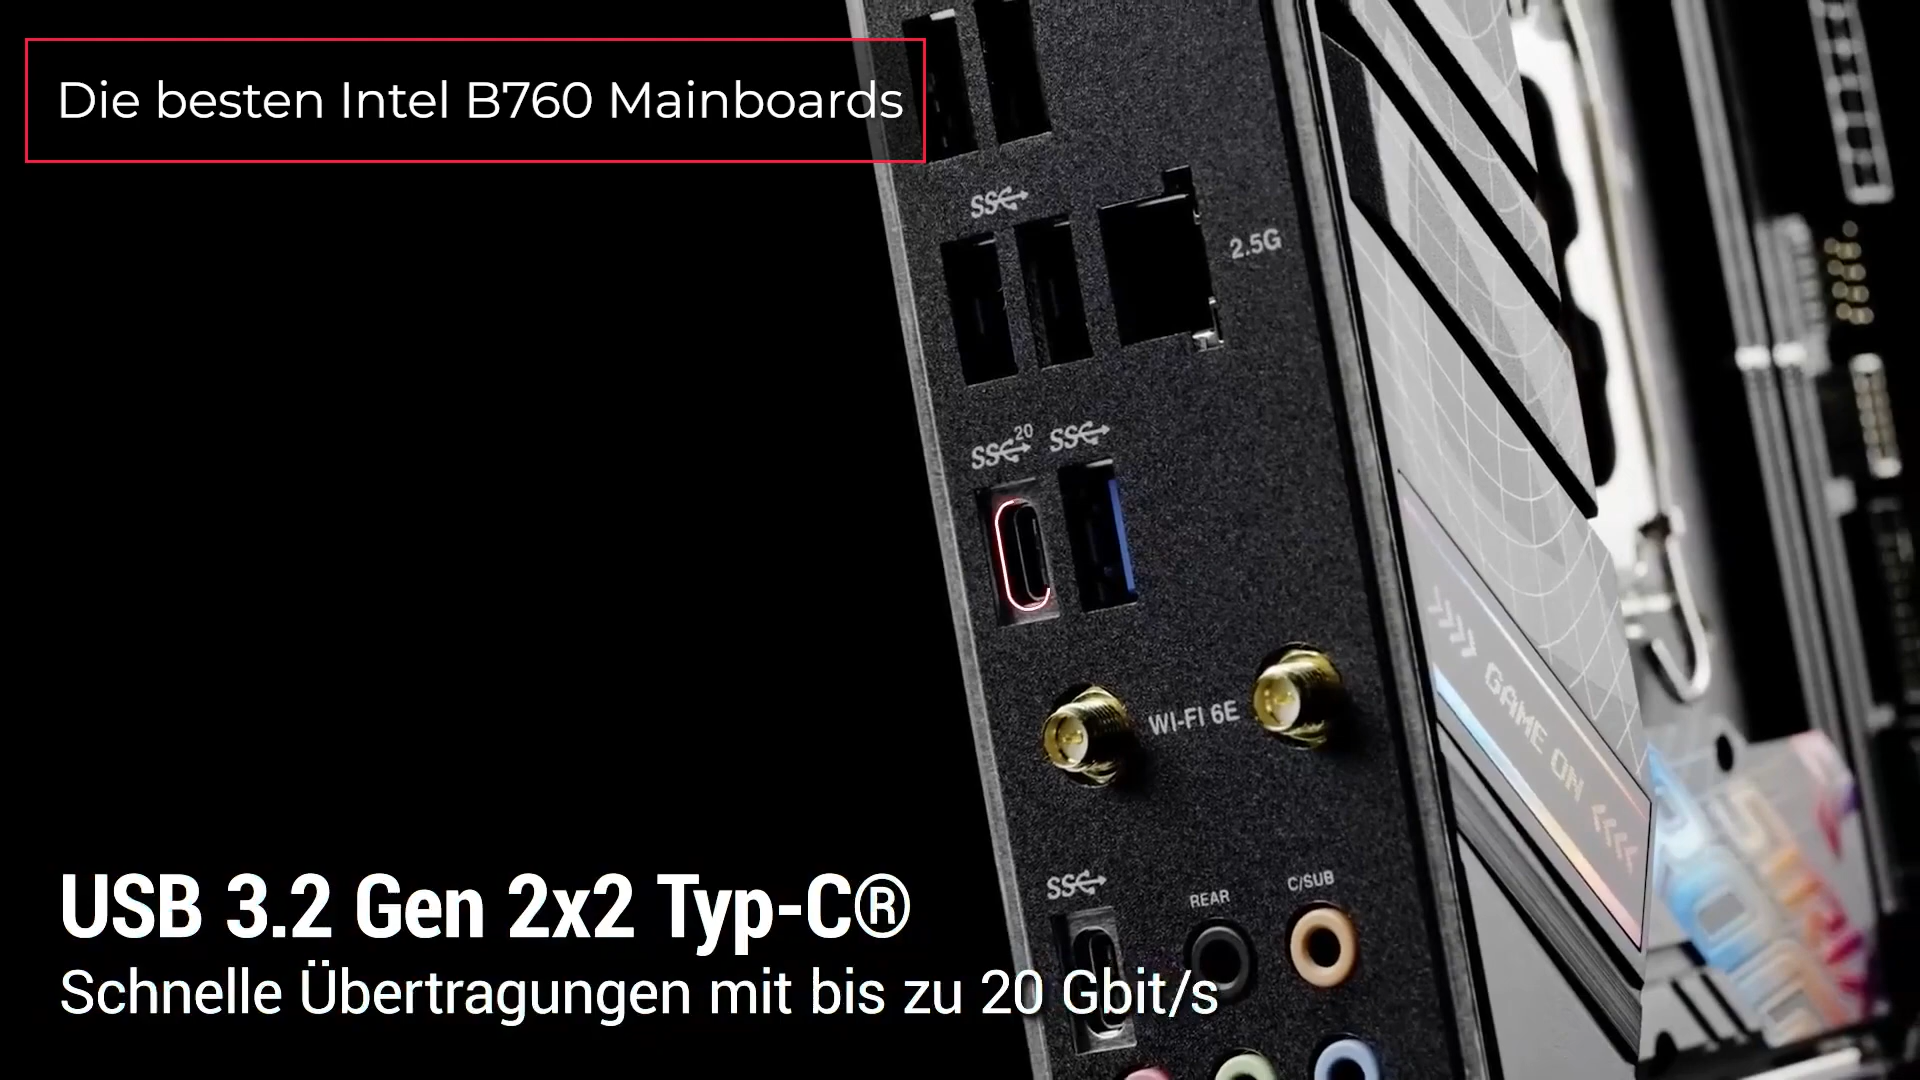 Die besten Intel B760 Mainboards
SS
2.5G
SS 20 SS
WI-FI 6E
GAME ON
SS
REAR
C/SUB
USB 3.2 Gen 2x2 Typ-C®
Schnelle Übertragungen mit bis zu 20 Gbit/s